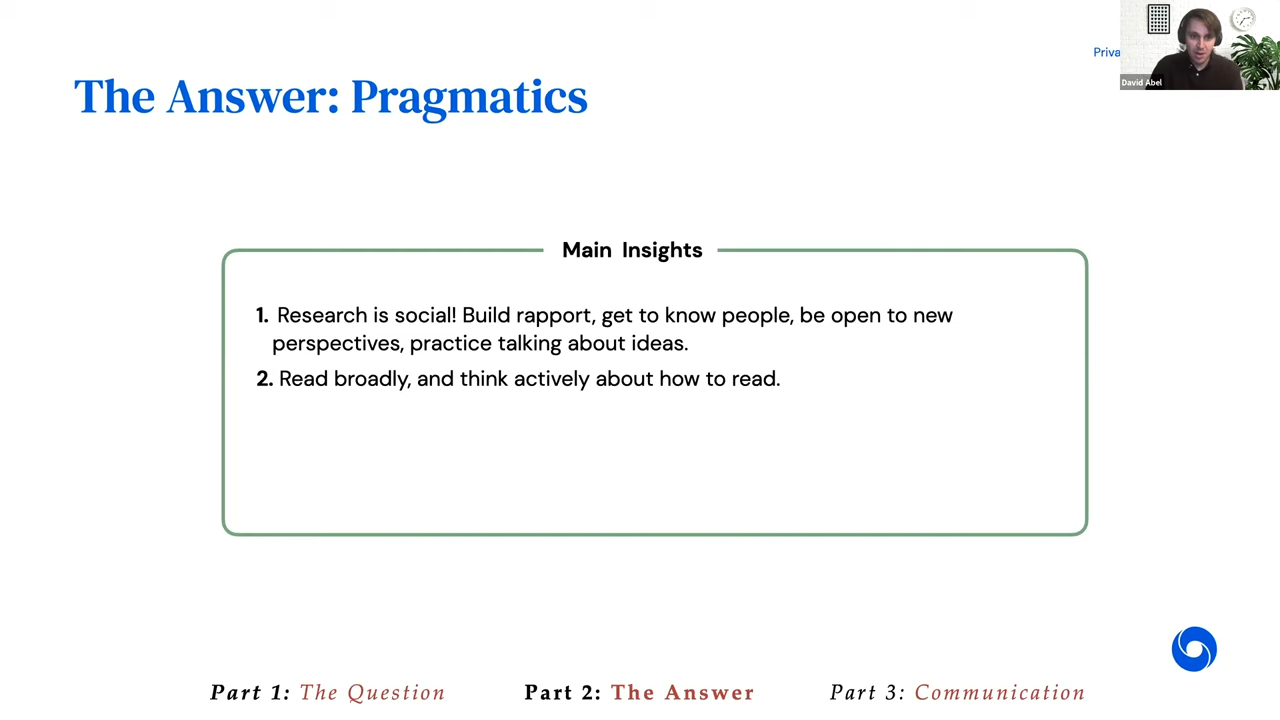 Priva
David Abel
The Answer: Pragmatics
Main Insights
1. Research is social! Build rapport, get to know people, be open to new
perspectives, practice talking about ideas.
2. Read broadly, and think actively about how to read.
Part 1: The Question
Part 2: The Answer
Part 3: Communication